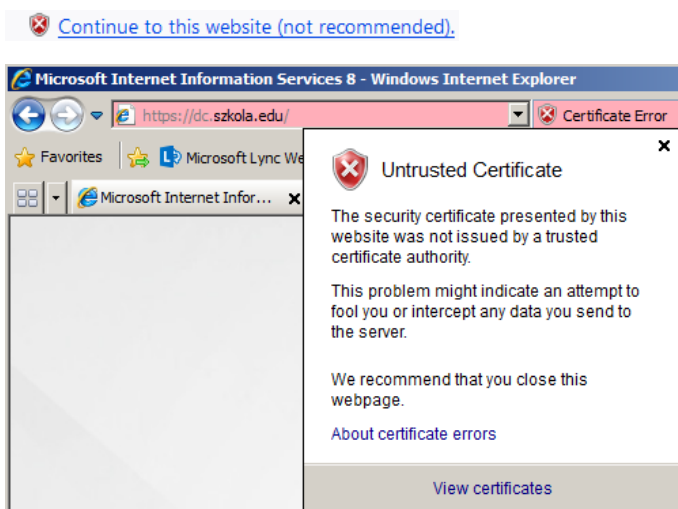 Continue to this website (not recommended).
Microsoft Internet Information Services 8 - Windows Internet Explorer
https://dc.szkola.edu/
Certificate Error
Favorites
Microsoft Lync We
Microsoft Internet Infor...
Untrusted Certificate
The security certificate presented by this
website was not issued by a trusted
certificate authority.
This problem might indicate an attempt to
fool you or intercept any data you send to
the server.
We recommend that you close this
webpage.
About certificate errors
View certificates